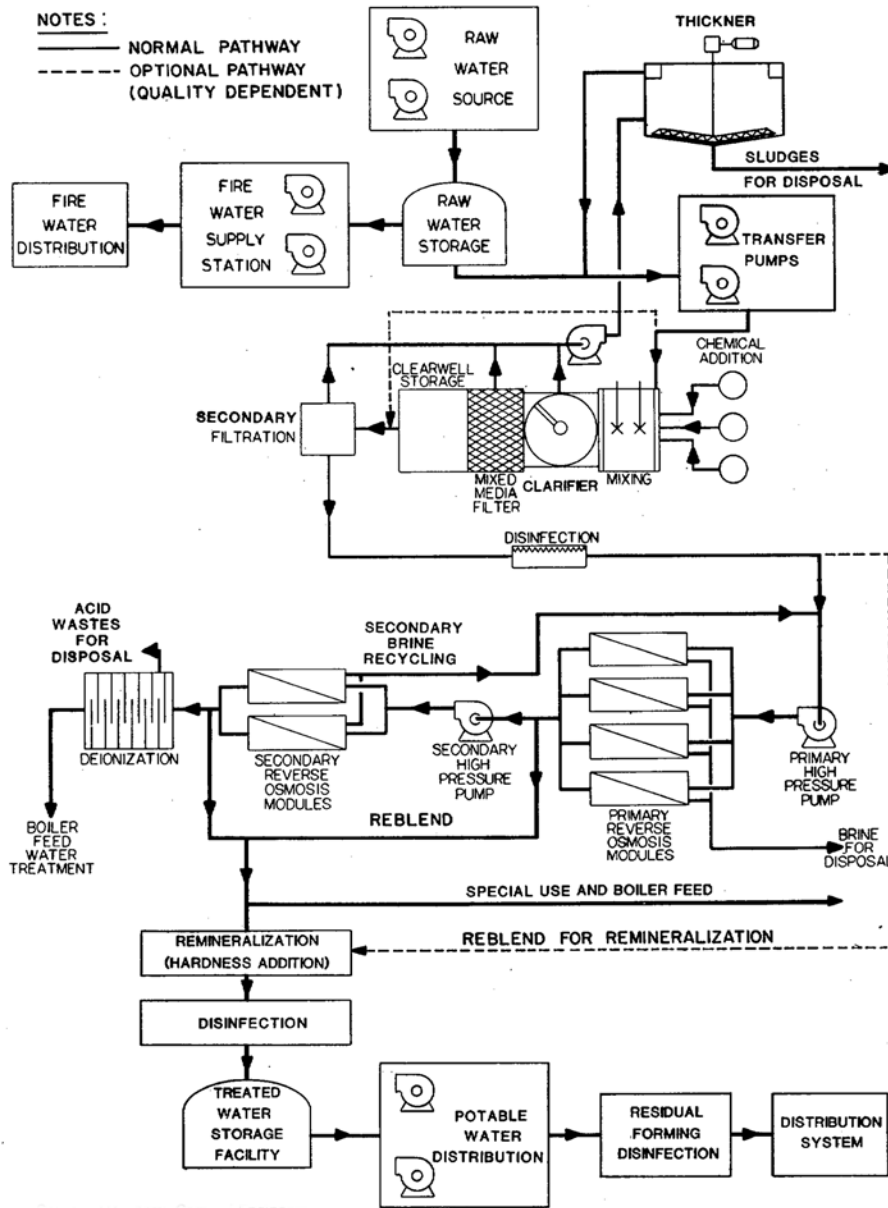 NOTES :
NORMAL PATHWAY
OPTIONAL PATHWAY
(QUALITY DEPENDENT)
RAW
WATER
SOURCE
THICKNER
SLUDGES
FOR DISPOSAL
FIRE
WATER
DISTRIBUTION
FIRE
WATER
SUPPLY
STATION
RAW
WATER
STORAGE
TRANSFER
PUMPS
CHEMICAL
ADDITION
CLEARWELL
STORAGE
SECONDARY
FILTRATION
MIXED
MEDIA
FILTER
CLARIFIER
MIXING
DISINFECTION
ACID
WASTES
FOR
DISPOSAL
SECONDARY
BRINE
RECYCLING
DEIONIZATION
SECONDARY
REVERSE
OSMOSIS
MODULES
SECONDARY
HIGH
PRESSURE
PUMP
PRIMARY
REVERSE
OSMOSIS
MODULES
PRIMARY
HIGH
PRESSURE
PUMP
BOILER
FEED
WATER
TREATMENT
REBLEND
BRINE
FOR
DISPOSAL
SPECIAL USE AND BOILER FEED
REMINERALIZATION
(HARDNESS ADDITION)
REBLEND FOR REMINERALIZATION
DISINFECTION
TREATED
WATER
STORAGE
FACILITY
POTABLE
WATER
DISTRIBUTION
RESIDUAL
FORMING
DISINFECTION
DISTRIBUTION
SYSTEM